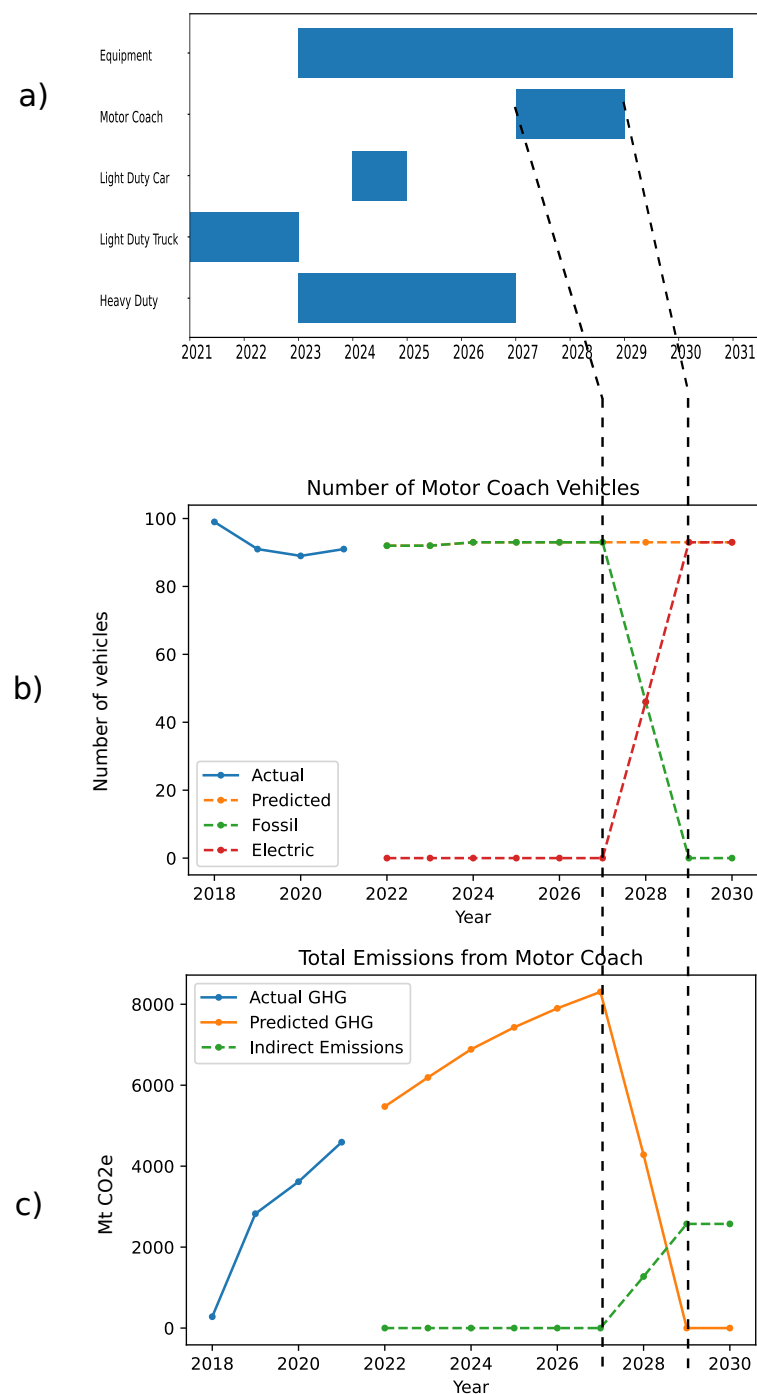 a)
Equipment
Motor Coach
Light Duty Car
Light Duty Truck
Heavy Duty
2021 2022 2023 2024 2025 2026 2027 2028 2029 2030 2031
b)
Number of Motor Coach Vehicles
Number of vehicles
100
80
60
40
20
0
Actual
Predicted
Fossil
Electric
2018 2020 2022 2024 2026 2028 2030
Year
c)
Total Emissions from Motor Coach
Mt CO2e
8000
6000
4000
2000
0
Actual GHG
Predicted GHG
Indirect Emissions
2018 2020 2022 2024 2026 2028 2030
Year